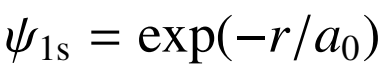 ψ₁ₛ = exp(−r/a₀)